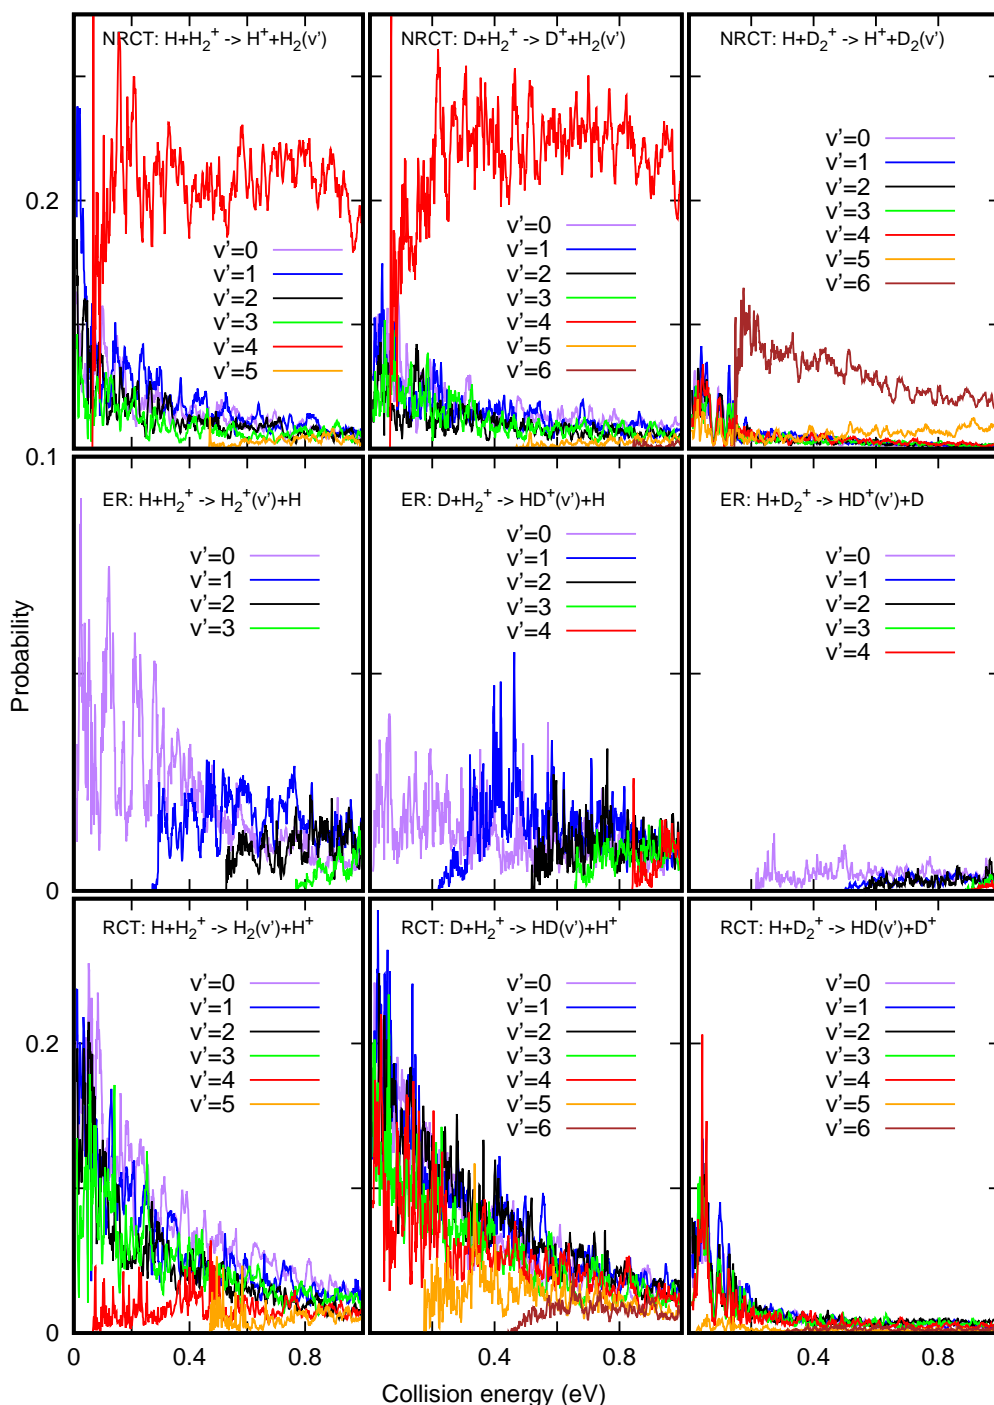 NRCT: H+H₂⁺ -> H⁺+H₂(v')
v'=0
v'=1
v'=2
v'=3
v'=4
v'=5
NRCT: D+H₂⁺ -> D⁺+H₂(v')
v'=0
v'=1
v'=2
v'=3
v'=4
v'=5
v'=6
NRCT: H+D₂⁺ -> H⁺+D₂(v')
v'=0
v'=1
v'=2
v'=3
v'=4
v'=5
v'=6
0.2
0.1
ER: H+H₂⁺ -> H₂⁺(v')+H
v'=0
v'=1
v'=2
v'=3
ER: D+H₂⁺ -> HD⁺(v')+H
v'=0
v'=1
v'=2
v'=3
v'=4
ER: H+D₂⁺ -> HD⁺(v')+D
v'=0
v'=1
v'=2
v'=3
v'=4
Probability
0
RCT: H+H₂⁺ -> H₂(v')+H⁺
v'=0
v'=1
v'=2
v'=3
v'=4
v'=5
RCT: D+H₂⁺ -> HD(v')+H⁺
v'=0
v'=1
v'=2
v'=3
v'=4
v'=5
v'=6
RCT: H+D₂⁺ -> HD(v')+D⁺
v'=0
v'=1
v'=2
v'=3
v'=4
v'=5
v'=6
0.2
0
0 0.4 0.8 0.4 0.8 0.4 0.8
Collision energy (eV)